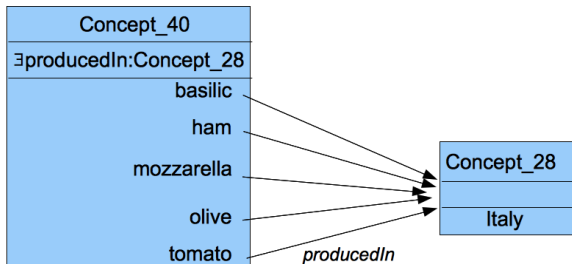 Concept_40
∃producedIn:Concept_28
basilic
ham
mozzarella
olive
tomato
producedIn
Concept_28
Italy